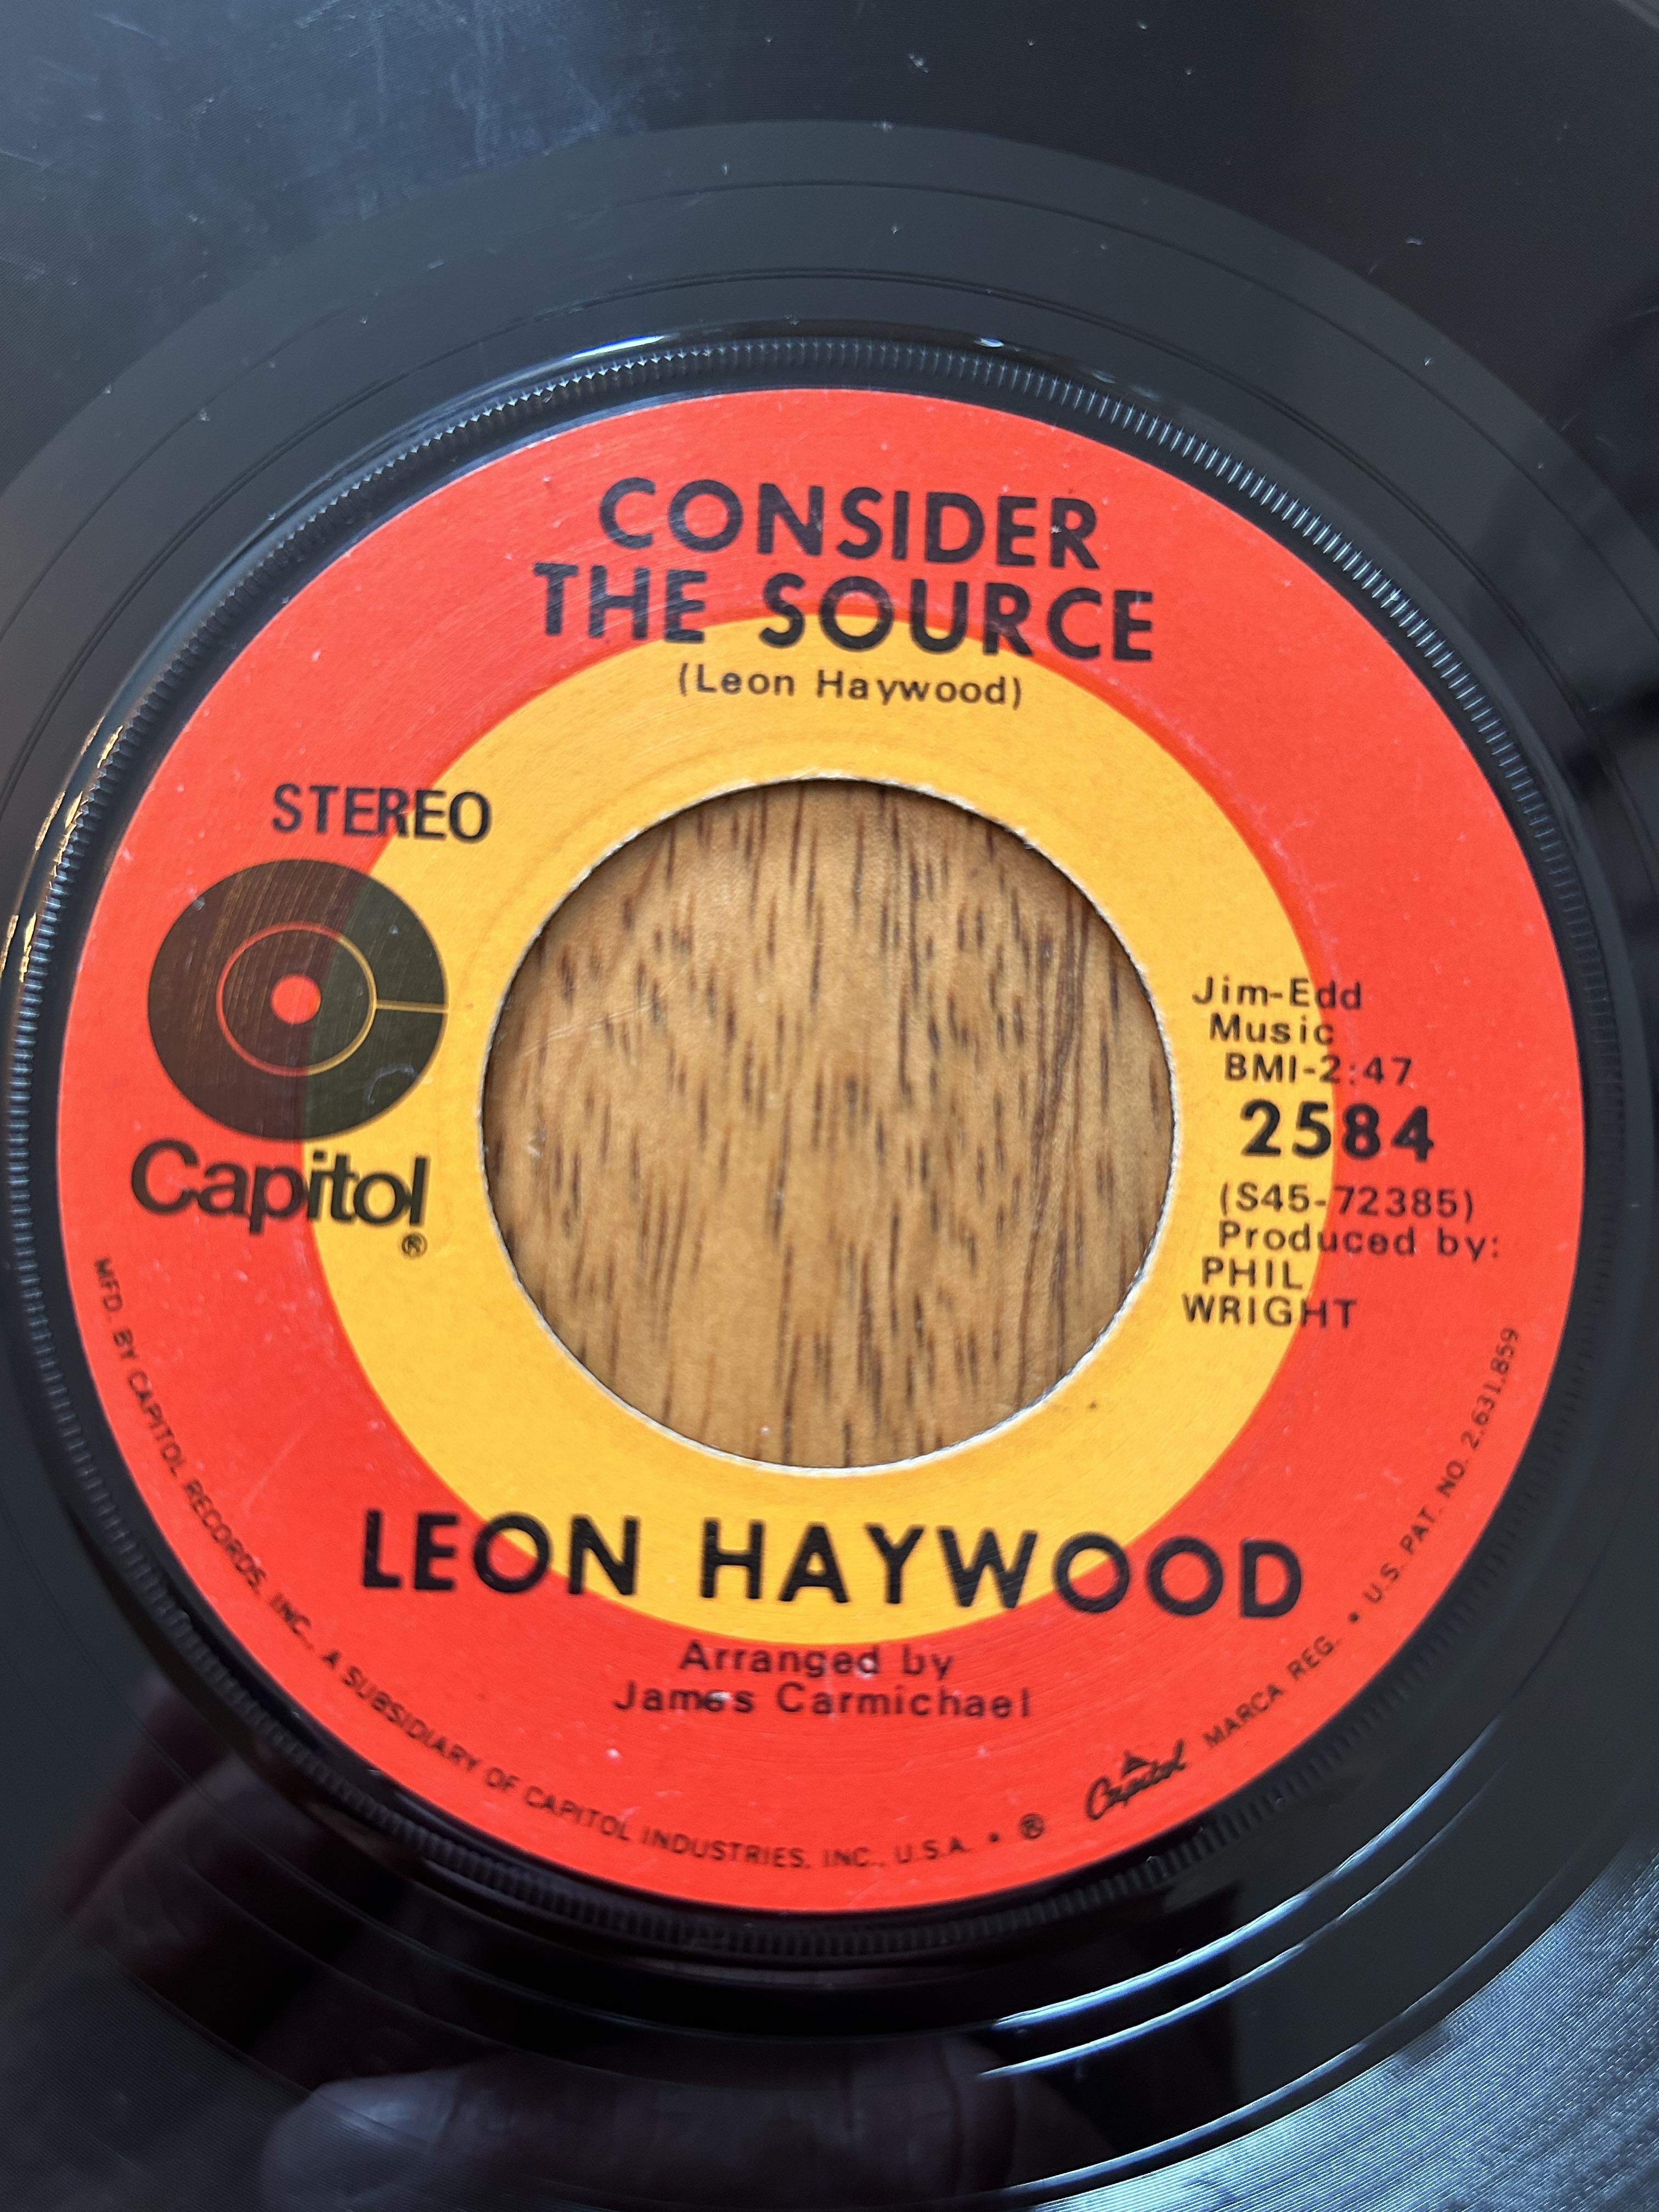 CONSIDER
THE SOURCE
(Leon Haywood)
STEREO
Capitol
®
Jim-Edd
Music
BMI-2:47
2584
(S45-72385)
Produced by:
PHIL
WRIGHT
LEON HAYWOOD
Arranged by
James Carmichael
MFD. BY CAPITOL RECORDS, INC., A SUBSIDIARY OF CAPITOL INDUSTRIES, INC., U.S.A. • ® Capitol MARCA REG. • U.S. PAT. NO. 2,631,859